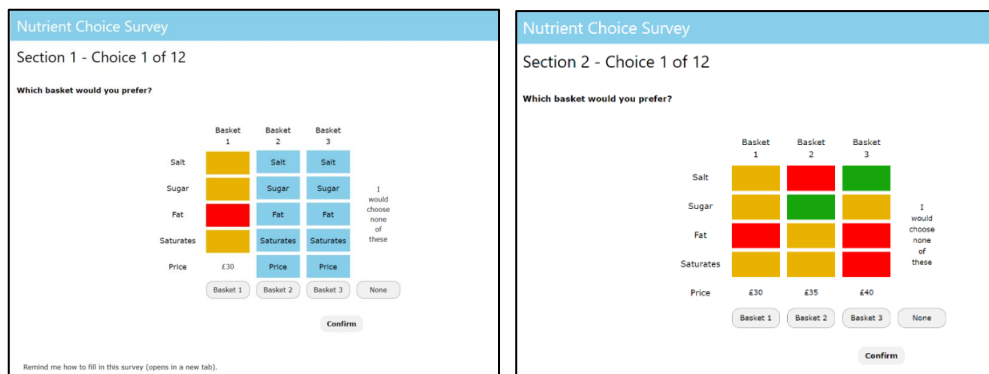 Nutrient Choice Survey
Section 1 - Choice 1 of 12
Which basket would you prefer?
Basket 1 Basket 2 Basket 3
Salt Salt Salt
Sugar Sugar Sugar
Fat Fat Fat
Saturates Saturates Saturates
Price £30 Price Price
I
would
choose
none
of
these
Basket 1 Basket 2 Basket 3 None
Confirm
Remind me how to fill in this survey (opens in a new tab).
Nutrient Choice Survey
Section 2 - Choice 1 of 12
Which basket would you prefer?
Basket 1 Basket 2 Basket 3
Salt
Sugar
Fat
Saturates
Price £30 £35 £40
I
would
choose
none
of
these
Basket 1 Basket 2 Basket 3 None
Confirm